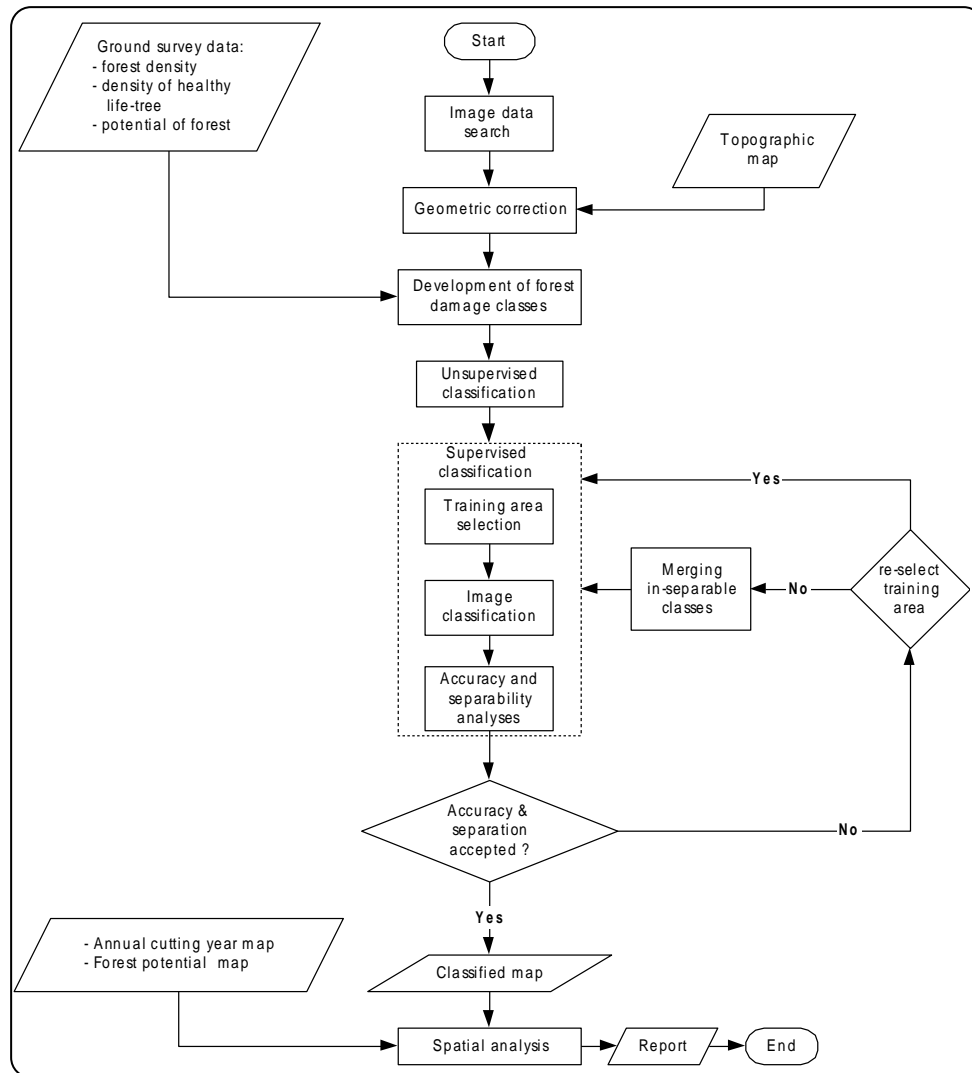 Start
Ground survey data:
- forest density
- density of healthy
life-tree
- potential of forest
Image data
search
Topographic
map
Geometric correction
Development of forest
damage classes
Unsupervised
classification
Supervised
classification
Yes
Training area
selection
Merging
in-separable
classes
No
re-select
training
area
Image
classification
Accuracy and
separability
analyses
Accuracy &
separation
accepted ?
No
Yes
- Annual cutting year map
- Forest potential map
Classified map
Spatial analysis
Report
End